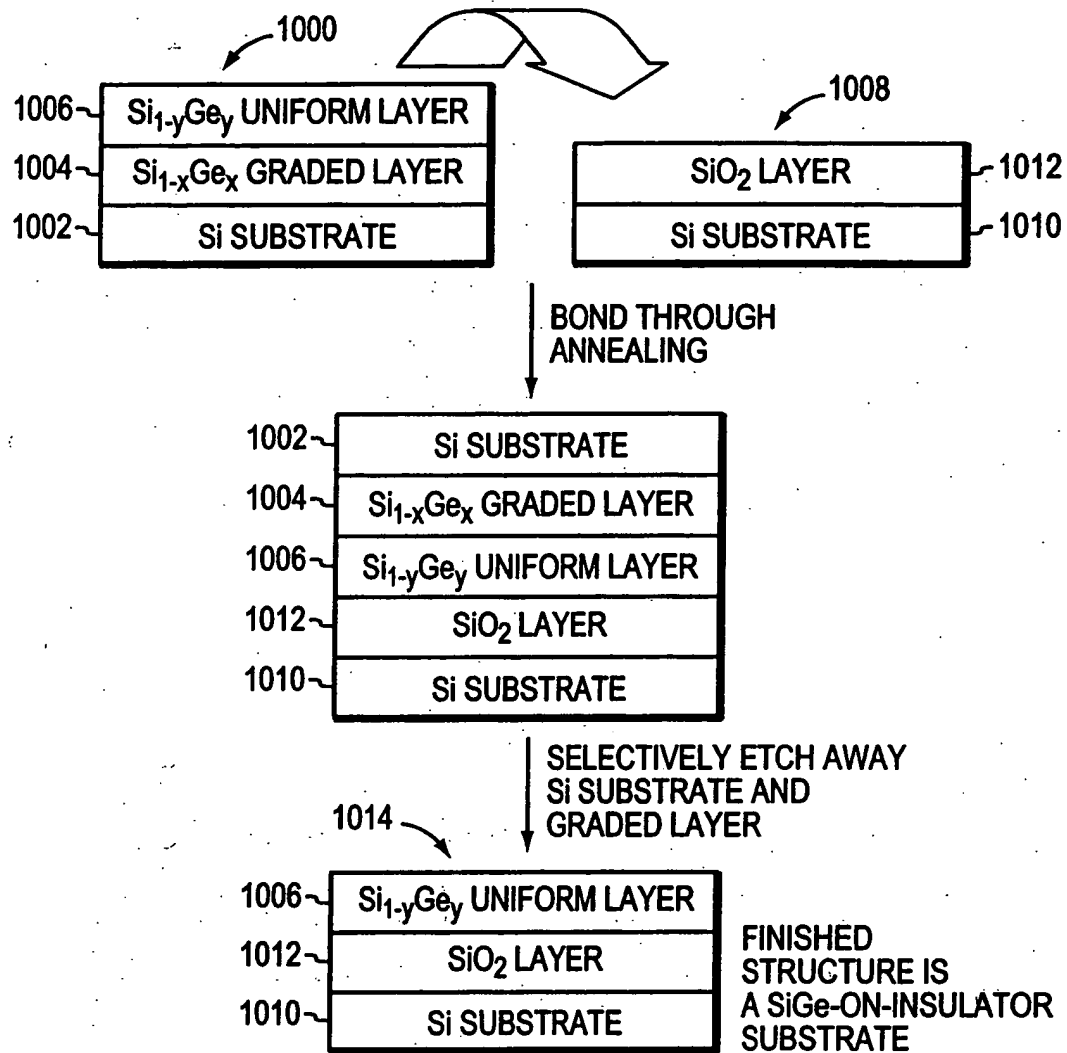 1000
1006 Si₁₋yGey UNIFORM LAYER
1004 Si₁₋ₓGeₓ GRADED LAYER
1002 Si SUBSTRATE
1008
SiO₂ LAYER 1012
Si SUBSTRATE 1010
BOND THROUGH
ANNEALING
1002 Si SUBSTRATE
1004 Si₁₋ₓGeₓ GRADED LAYER
1006 Si₁₋yGey UNIFORM LAYER
1012 SiO₂ LAYER
1010 Si SUBSTRATE
SELECTIVELY ETCH AWAY
Si SUBSTRATE AND
GRADED LAYER
1014
1006 Si₁₋yGey UNIFORM LAYER
1012 SiO₂ LAYER
1010 Si SUBSTRATE
FINISHED
STRUCTURE IS
A SiGe-ON-INSULATOR
SUBSTRATE